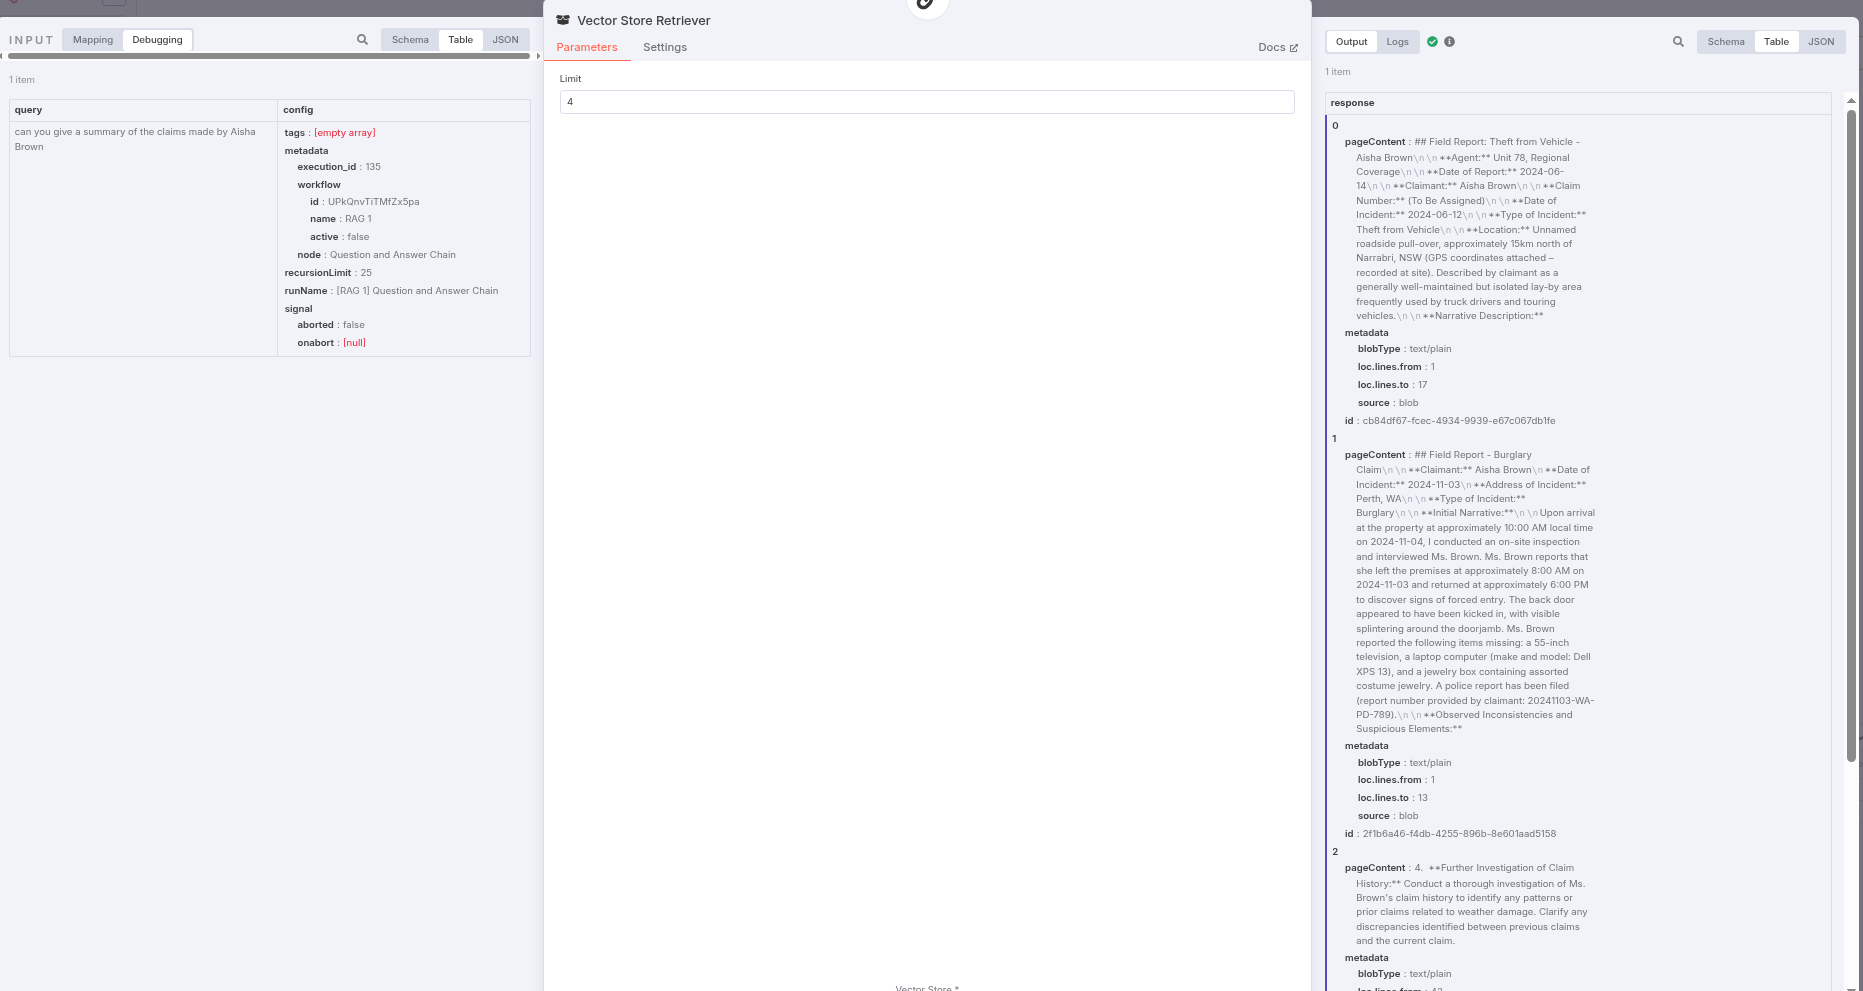 INPUT
Mapping
Debugging
Schema
Table
JSON
1 item
query
config
can you give a summary of the claims made by Aisha
Brown
tags : [empty array]
metadata
execution_id : 135
workflow
id : UPkQnvTiTMfZx5pa
name : RAG 1
active : false
node : Question and Answer Chain
recursionLimit : 25
runName : [RAG 1] Question and Answer Chain
signal
aborted : false
onabort : [null]
Vector Store Retriever
Parameters
Settings
Docs
Limit
4
Vector Store *
Output
Logs
Schema
Table
JSON
1 item
response
0
pageContent : ## Field Report: Theft from Vehicle -
Aisha Brown\n \n **Agent:** Unit 78, Regional
Coverage\n \n **Date of Report:** 2024-06-
14\n \n **Claimant:** Aisha Brown\n \n **Claim
Number:** (To Be Assigned)\n \n **Date of
Incident:** 2024-06-12\n \n **Type of Incident:**
Theft from Vehicle\n \n **Location:** Unnamed
roadside pull-over, approximately 15km north of
Narrabri, NSW (GPS coordinates attached –
recorded at site). Described by claimant as a
generally well-maintained but isolated lay-by area
frequently used by truck drivers and touring
vehicles.\n \n **Narrative Description:**
metadata
blobType : text/plain
loc.lines.from : 1
loc.lines.to : 17
source : blob
id : cb84df67-fcec-4934-9939-e67c067db1fe
1
pageContent : ## Field Report - Burglary
Claim\n \n **Claimant:** Aisha Brown\n **Date of
Incident:** 2024-11-03\n **Address of Incident:**
Perth, WA\n \n **Type of Incident:**
Burglary\n \n **Initial Narrative:**\n \n Upon arrival
at the property at approximately 10:00 AM local time
on 2024-11-04, I conducted an on-site inspection
and interviewed Ms. Brown. Ms. Brown reports that
she left the premises at approximately 8:00 AM on
2024-11-03 and returned at approximately 6:00 PM
to discover signs of forced entry. The back door
appeared to have been kicked in, with visible
splintering around the doorjamb. Ms. Brown
reported the following items missing: a 55-inch
television, a laptop computer (make and model: Dell
XPS 13), and a jewelry box containing assorted
costume jewelry. A police report has been filed
(report number provided by claimant: 20241103-WA-
PD-789).\n \n **Observed Inconsistencies and
Suspicious Elements:**
metadata
blobType : text/plain
loc.lines.from : 1
loc.lines.to : 13
source : blob
id : 2f1b6a46-f4db-4255-896b-8e601aad5158
2
pageContent : 4. **Further Investigation of Claim
History:** Conduct a thorough investigation of Ms.
Brown's claim history to identify any patterns or
prior claims related to weather damage. Clarify any
discrepancies identified between previous claims
and the current claim.
metadata
blobType : text/plain